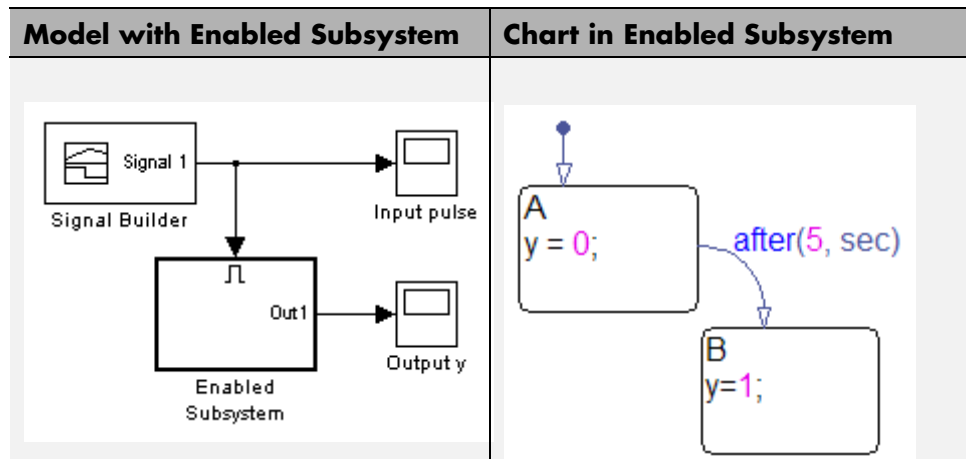 Model with Enabled Subsystem
Chart in Enabled Subsystem
Signal 1
Signal Builder
Input pulse
Out1
Output y
Enabled
Subsystem
A
y = 0;
after(5, sec)
B
y=1;